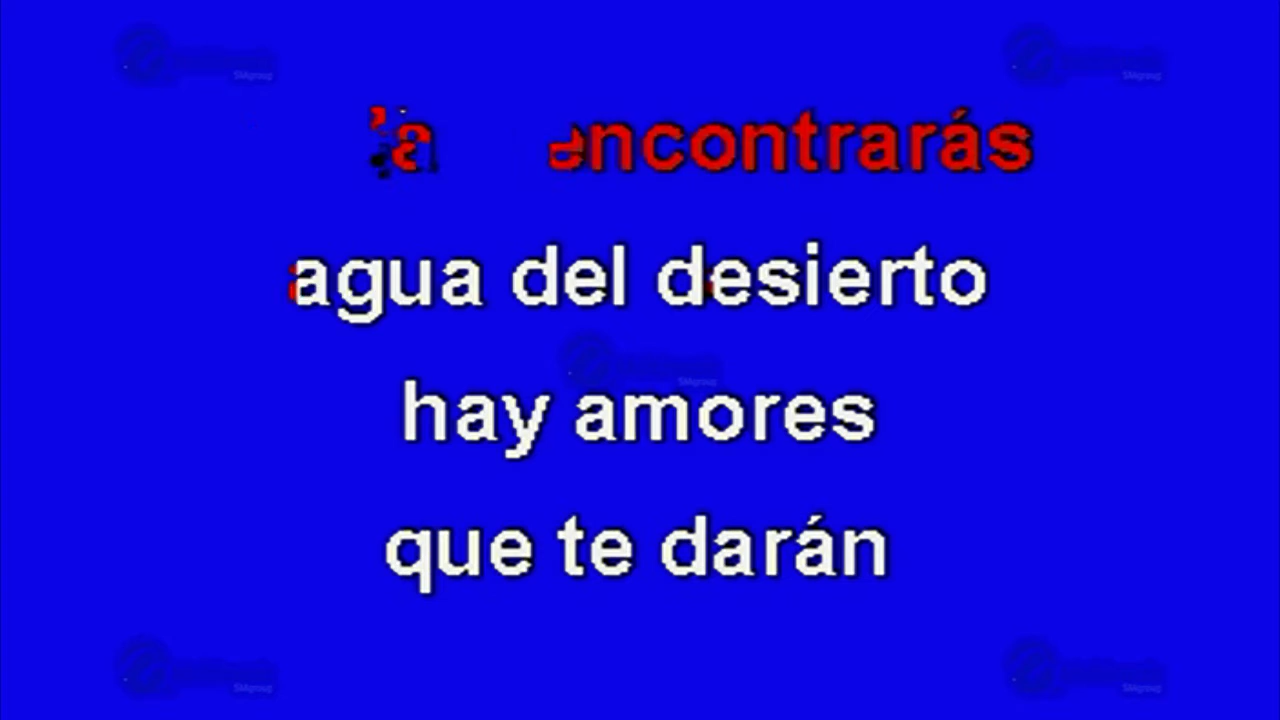 encontrarás
agua del desierto
hay amores
que te darán